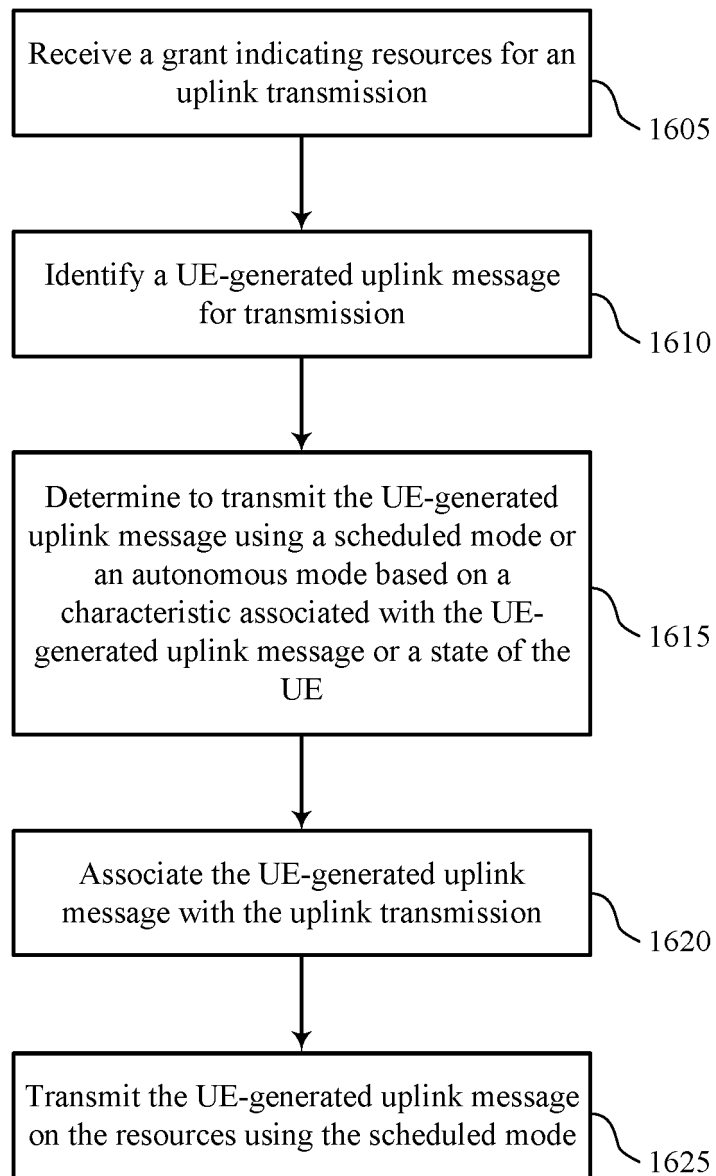 Receive a grant indicating resources for an
uplink transmission
1605
Identify a UE-generated uplink message
for transmission
1610
Determine to transmit the UE-generated
uplink message using a scheduled mode or
an autonomous mode based on a
characteristic associated with the UE-
generated uplink message or a state of the
UE
1615
Associate the UE-generated uplink
message with the uplink transmission
1620
Transmit the UE-generated uplink message
on the resources using the scheduled mode
1625